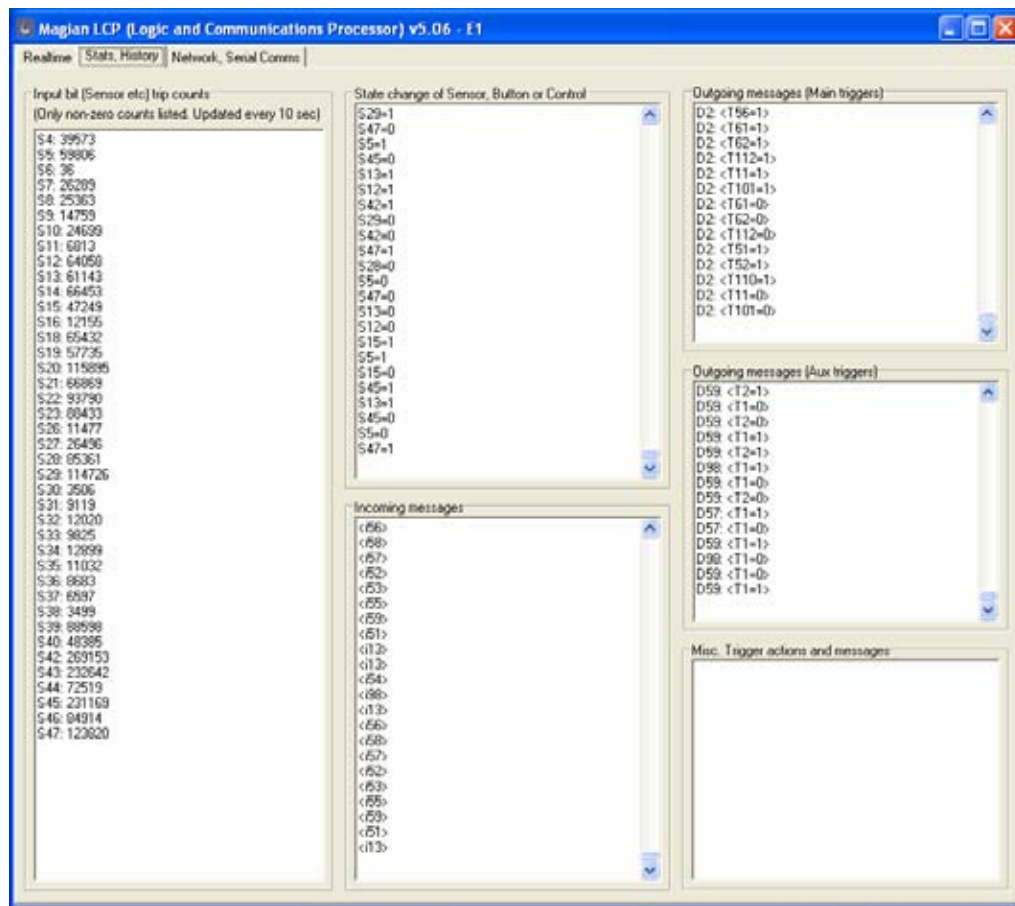 Magian LCP (Logic and Communications Processor) v5.06 - E1
Realtime
Stats, History
Network, Serial Comms
Input bit (Sensor etc) trip counts
(Only non-zero counts listed. Updated every 10 sec)
S4: 39573
S5: 59806
S6: 36
S7: 26289
S8: 25363
S9: 14759
S10: 24699
S11: 6813
S12: 64058
S13: 61143
S14: 66453
S15: 47249
S16: 12155
S18: 65432
S19: 57735
S20: 115895
S21: 66869
S22: 93790
S23: 88433
S26: 11477
S27: 26496
S28: 85361
S29: 114726
S30: 3506
S31: 9119
S32: 12020
S33: 9825
S34: 12899
S35: 11032
S36: 8683
S37: 6597
S38: 3499
S39: 88598
S40: 48385
S42: 269153
S43: 232642
S44: 72519
S45: 231169
S46: 84914
S47: 123820
State change of Sensor, Button or Control
S29=1
S47=0
S5=1
S45=0
S13=1
S12=1
S42=1
S29=0
S42=0
S47=1
S28=0
S5=0
S47=0
S13=0
S12=0
S15=1
S5=1
S15=0
S45=1
S13=1
S45=0
S5=0
S47=1
Incoming messages
<i56>
<i58>
<i57>
<i52>
<i53>
<i55>
<i59>
<i51>
<i13>
<i13>
<i54>
<i98>
<i13>
<i56>
<i58>
<i57>
<i52>
<i53>
<i55>
<i59>
<i51>
<i13>
Outgoing messages (Main triggers)
D2: <T56=1>
D2: <T61=1>
D2: <T62=1>
D2: <T112=1>
D2: <T11=1>
D2: <T101=1>
D2: <T61=0>
D2: <T62=0>
D2: <T112=0>
D2: <T51=1>
D2: <T52=1>
D2: <T110=1>
D2: <T11=0>
D2: <T101=0>
Outgoing messages (Aux triggers)
D59: <T2=1>
D59: <T1=0>
D59: <T2=0>
D59: <T1=1>
D59: <T2=1>
D98: <T1=1>
D59: <T1=0>
D59: <T2=0>
D57: <T1=1>
D57: <T1=0>
D59: <T1=1>
D98: <T1=0>
D59: <T1=0>
D59: <T1=1>
Misc. Trigger actions and messages